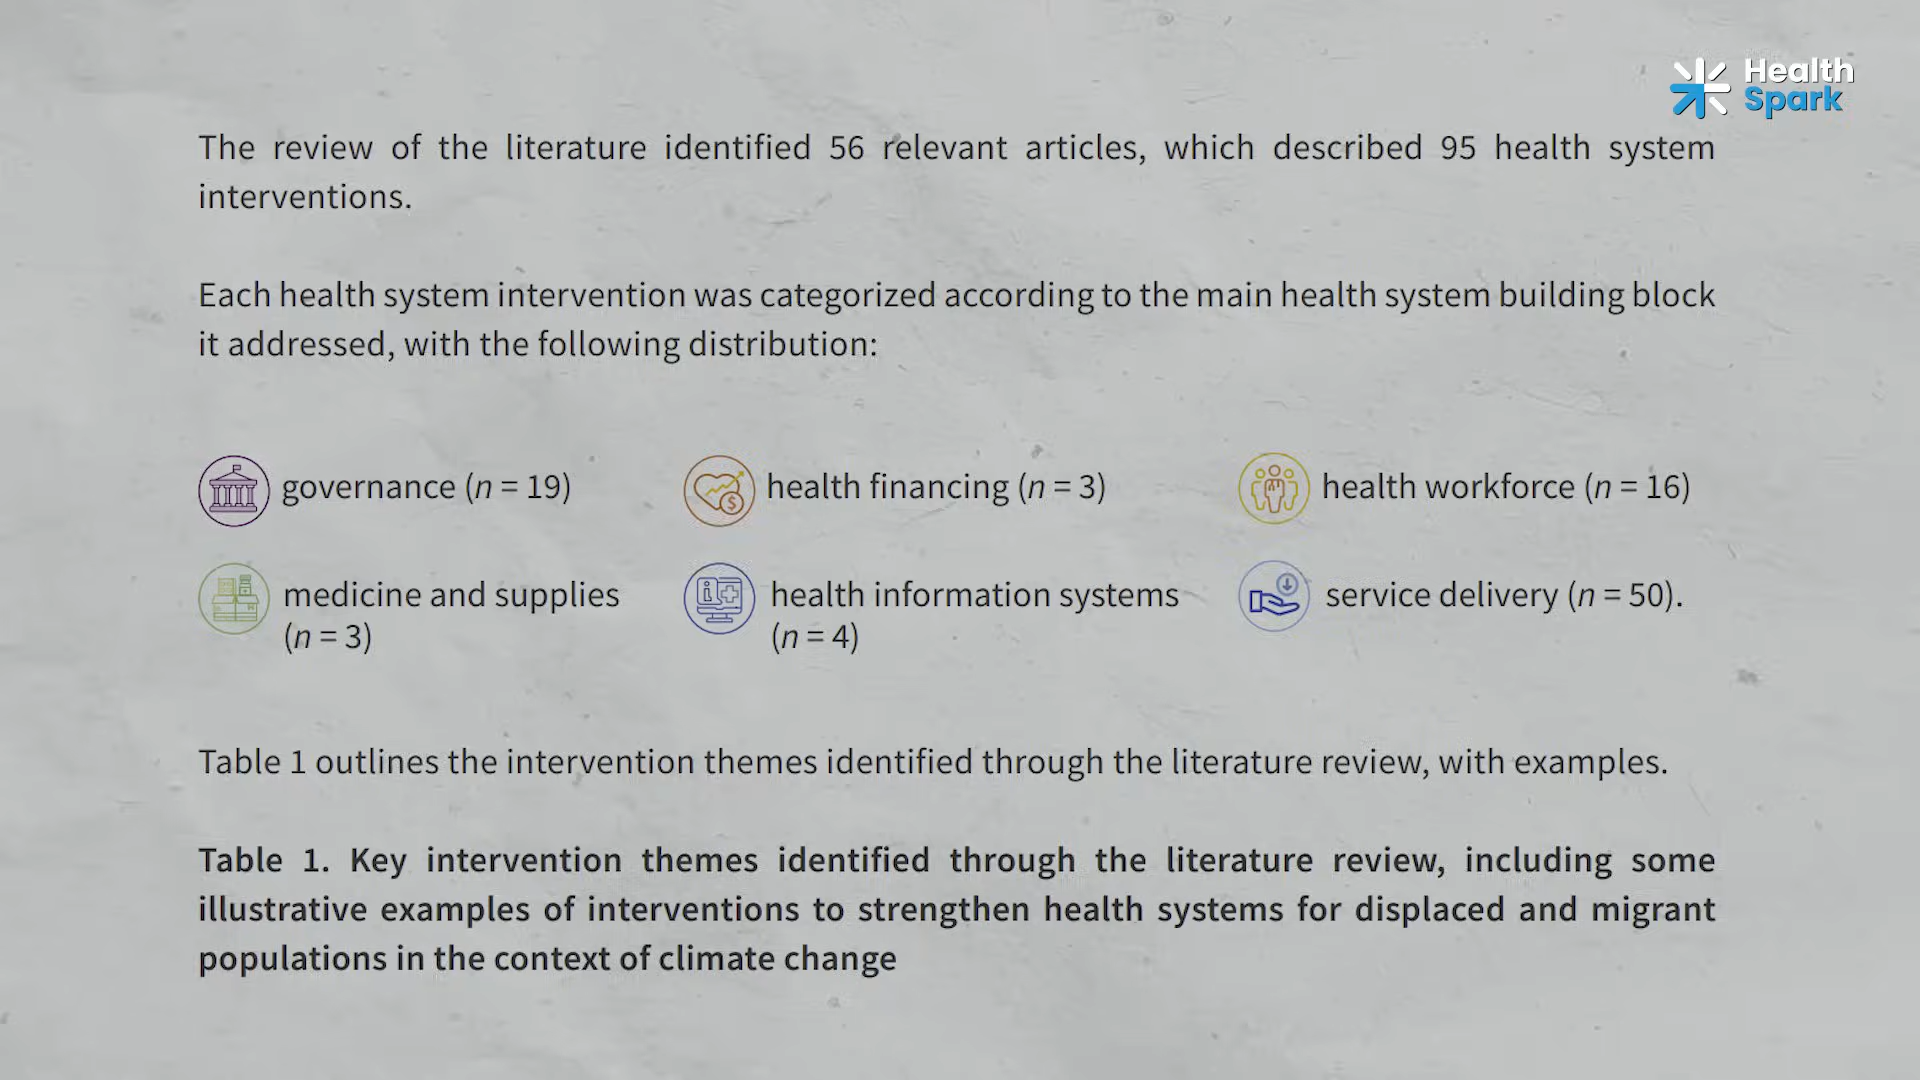 Health
Spark
The review of the literature identified 56 relevant articles, which described 95 health system
interventions.
Each health system intervention was categorized according to the main health system building block
it addressed, with the following distribution:
governance (n = 19)
health financing (n = 3)
health workforce (n = 16)
medicine and supplies
(n = 3)
health information systems
(n = 4)
service delivery (n = 50).
Table 1 outlines the intervention themes identified through the literature review, with examples.
Table 1. Key intervention themes identified through the literature review, including some
illustrative examples of interventions to strengthen health systems for displaced and migrant
populations in the context of climate change